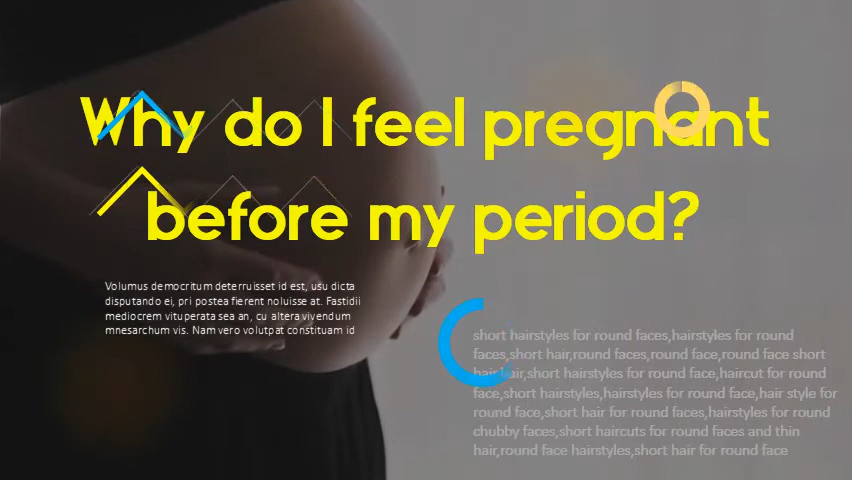 Why do I feel pregnant
before my period?
Volumus democritum deterruisset id est, usu dicta
disputando ei, pri postea fierent noluisse at. Fastidii
mediocrem vituperata sea an, cu altera vivendum
mnesarchum vis. Nam vero volutpat constituam id
short hairstyles for round faces,hairstyles for round
faces,short hair,round faces,round face,round face short
hair,hair,short hairstyles for round face,haircut for round
face,short hairstyles,hairstyles for round face,hair style for
round face,short hair for round faces,hairstyles for round
chubby faces,short haircuts for round faces and thin
hair,round face hairstyles,short hair for round face